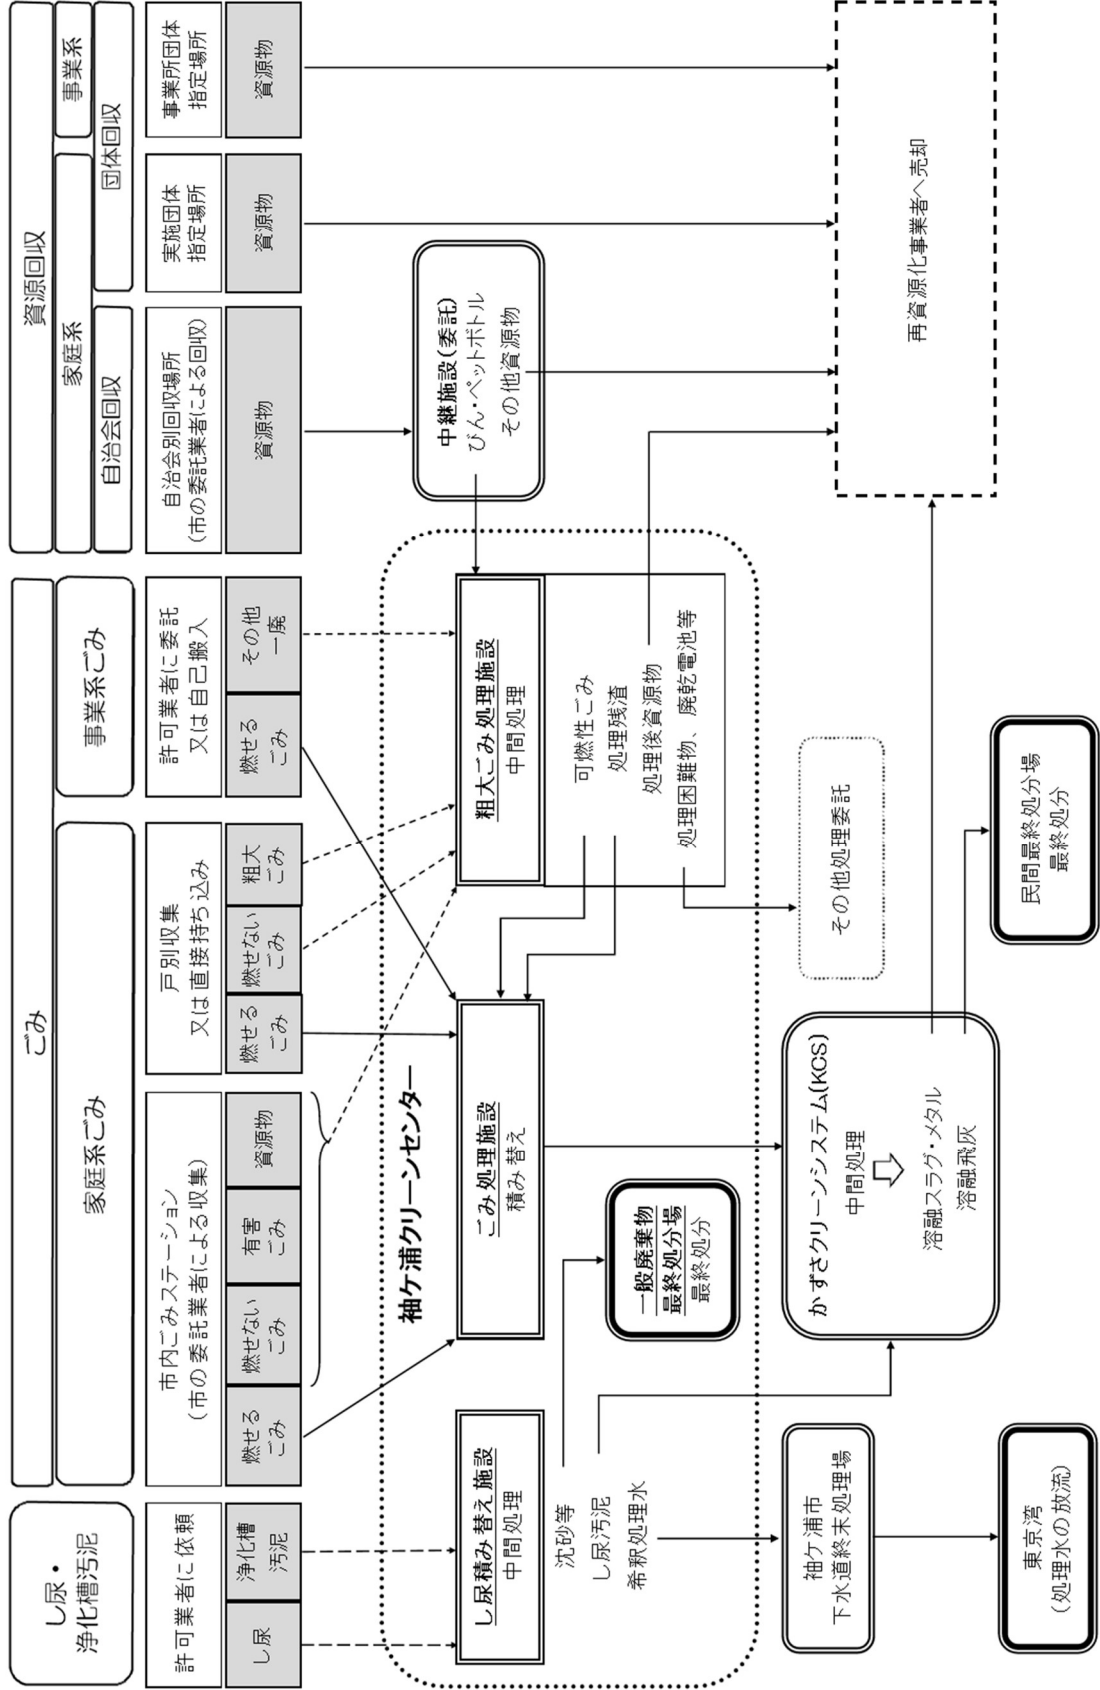 し尿・
浄化槽汚泥
ごみ
資源回収
家庭系ごみ
事業系ごみ
家庭系
事業系
自治会回収
団体回収
許可業者に依頼
市内ごみステーション
（市の委託業者による収集）
戸別収集
又は直接持ち込み
許可業者に委託
又は自己搬入
自治会別回収場所
（市の委託業者による回収）
実施団体
指定場所
事業所団体
指定場所
し尿
浄化槽
汚泥
燃せる
ごみ
燃せない
ごみ
有害
ごみ
資源物
燃せる
ごみ
燃せない
ごみ
粗大
ごみ
燃せる
ごみ
その他
一廃
資源物
資源物
資源物
袖ケ浦クリーンセンター
し尿積み替え施設
中間処理
沈砂等
し尿汚泥
希釈処理水
ごみ処理施設
積み替え
一般廃棄物
最終処分場
最終処分
粗大ごみ処理施設
中間処理
可燃性ごみ
処理残渣
処理後資源物
処理困難物、廃乾電池等
中継施設（委託）
びん・ペットボトル
その他資源物
袖ケ浦市
下水道終末処理場
東京湾
（処理水の放流）
かずさクリーンシステム(KCS)
中間処理
溶融スラグ・メタル
溶融飛灰
その他処理委託
民間最終処分場
最終処分
再資源化事業者へ売却